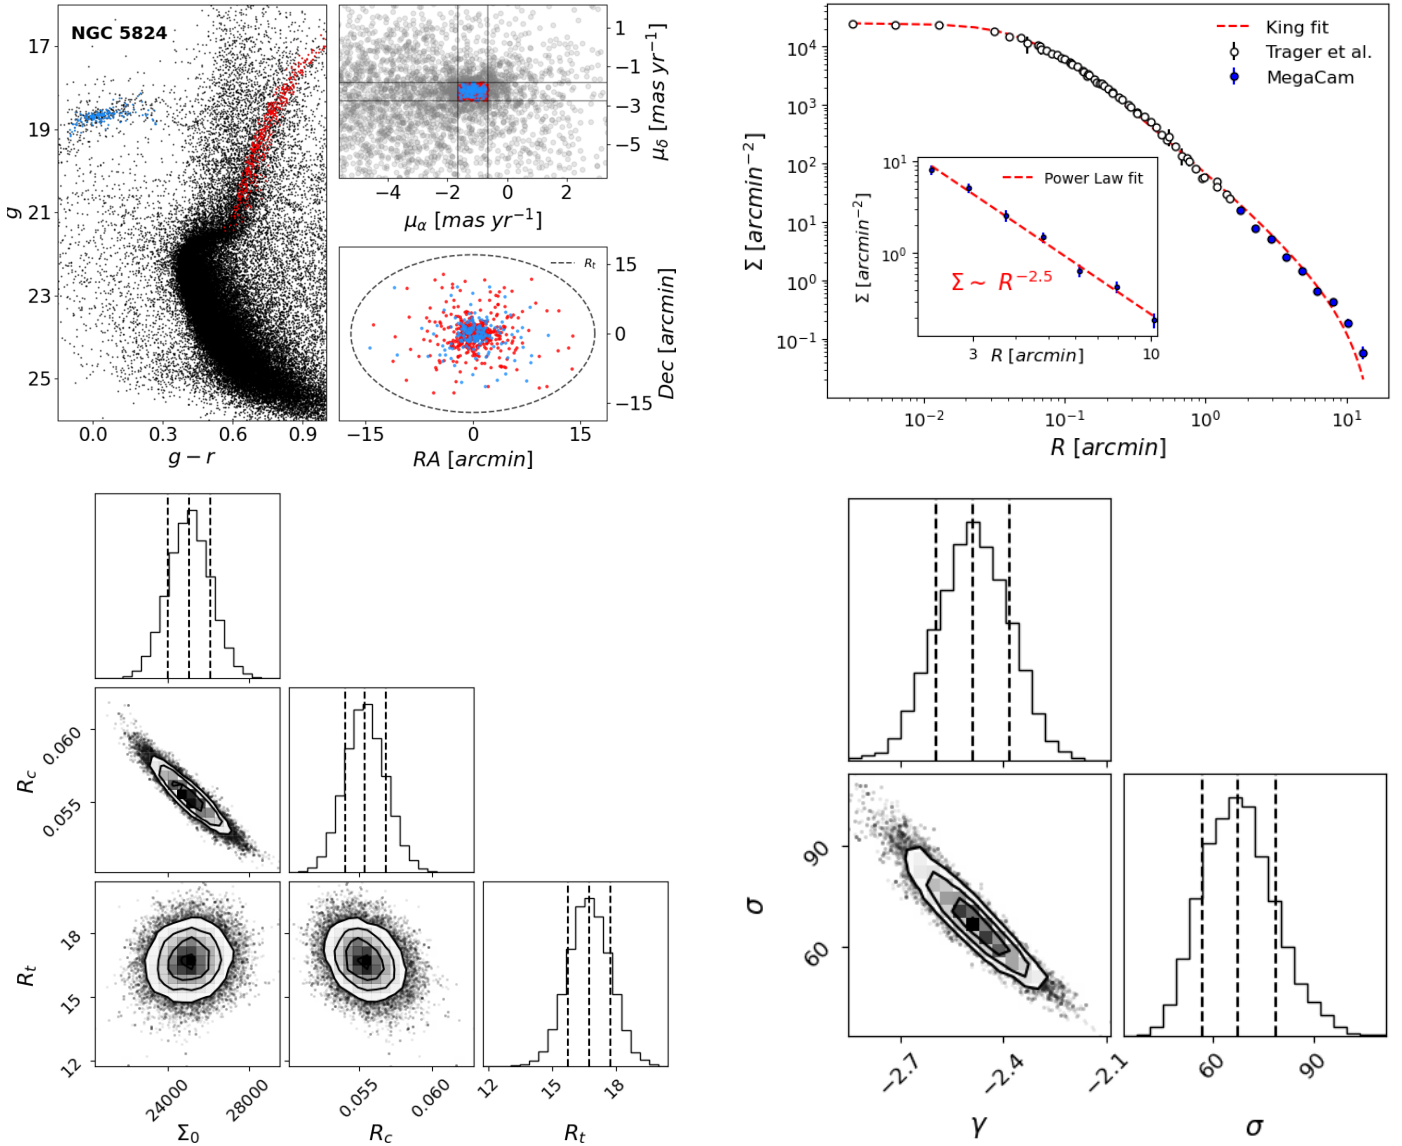 NGC 5824
17
19
21
23
25
g
0.0 0.3 0.6 0.9
g − r
1
−1
−3
−5
μδ [mas yr⁻¹]
−4 −2 0 2
μα [mas yr⁻¹]
Rt
15
0
−15
Dec [arcmin]
−15 0 15
RA [arcmin]
King fit
Trager et al.
MegaCam
10⁴
10³
10²
10¹
10⁰
10⁻¹
Σ [arcmin⁻²]
10⁻² 10⁻¹ 10⁰ 10¹
R [arcmin]
Power Law fit
10¹
10⁰
Σ [arcmin⁻²]
Σ ~ R⁻²·⁵
3 10
R [arcmin]
0.060
0.055
Rc
18
15
12
Rt
24000 28000
Σ0
0.055 0.060
Rc
12 15 18
Rt
90
60
σ
−2.7 −2.4 −2.1
γ
60 90
σ